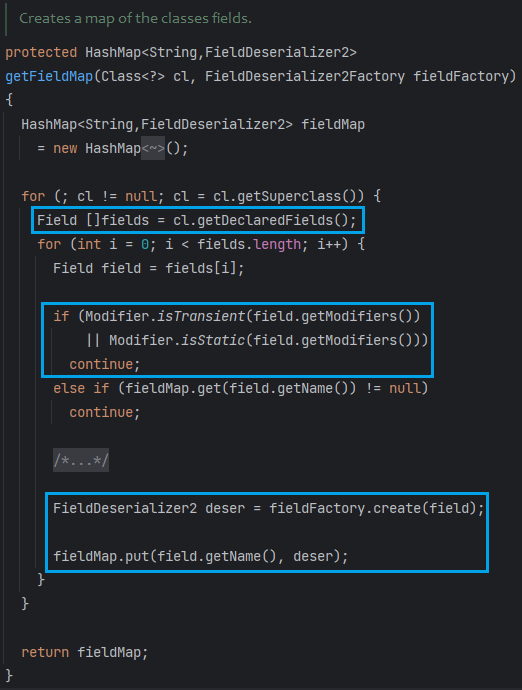 Creates a map of the classes fields.
protected HashMap<String,FieldDeserializer2>
getFieldMap(Class<?> cl, FieldDeserializer2Factory fieldFactory)
{
  HashMap<String,FieldDeserializer2> fieldMap
    = new HashMap<~>();

  for (; cl != null; cl = cl.getSuperclass()) {
    Field []fields = cl.getDeclaredFields();
    for (int i = 0; i < fields.length; i++) {
      Field field = fields[i];

      if (Modifier.isTransient(field.getModifiers())
          || Modifier.isStatic(field.getModifiers()))
        continue;
      else if (fieldMap.get(field.getName()) != null)
        continue;

      /*...*/

      FieldDeserializer2 deser = fieldFactory.create(field);

      fieldMap.put(field.getName(), deser);
    }
  }

  return fieldMap;
}